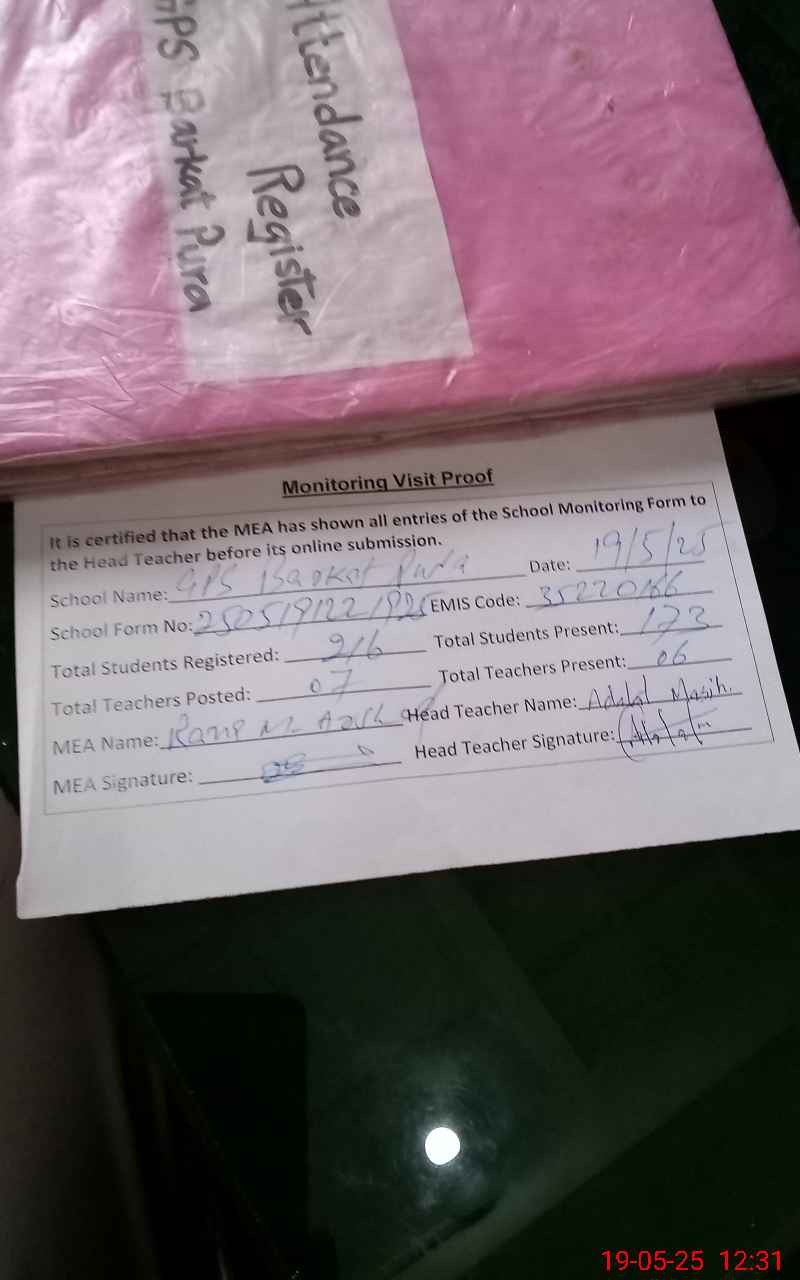 Attendance
Register
GPS Barkat Pura
Monitoring Visit Proof
It is certified that the MEA has shown all entries of the School Monitoring Form to
the Head Teacher before its online submission.
School Name: GPS Barkat Pura Date: 19/5/25
School Form No: EMIS Code: 35220166
Total Students Registered: 216 Total Students Present: 173
Total Teachers Posted: 07 Total Teachers Present: 06
MEA Name: Rana M. Head Teacher Name: Masih.
MEA Signature: Head Teacher Signature:
19-05-25 12:31